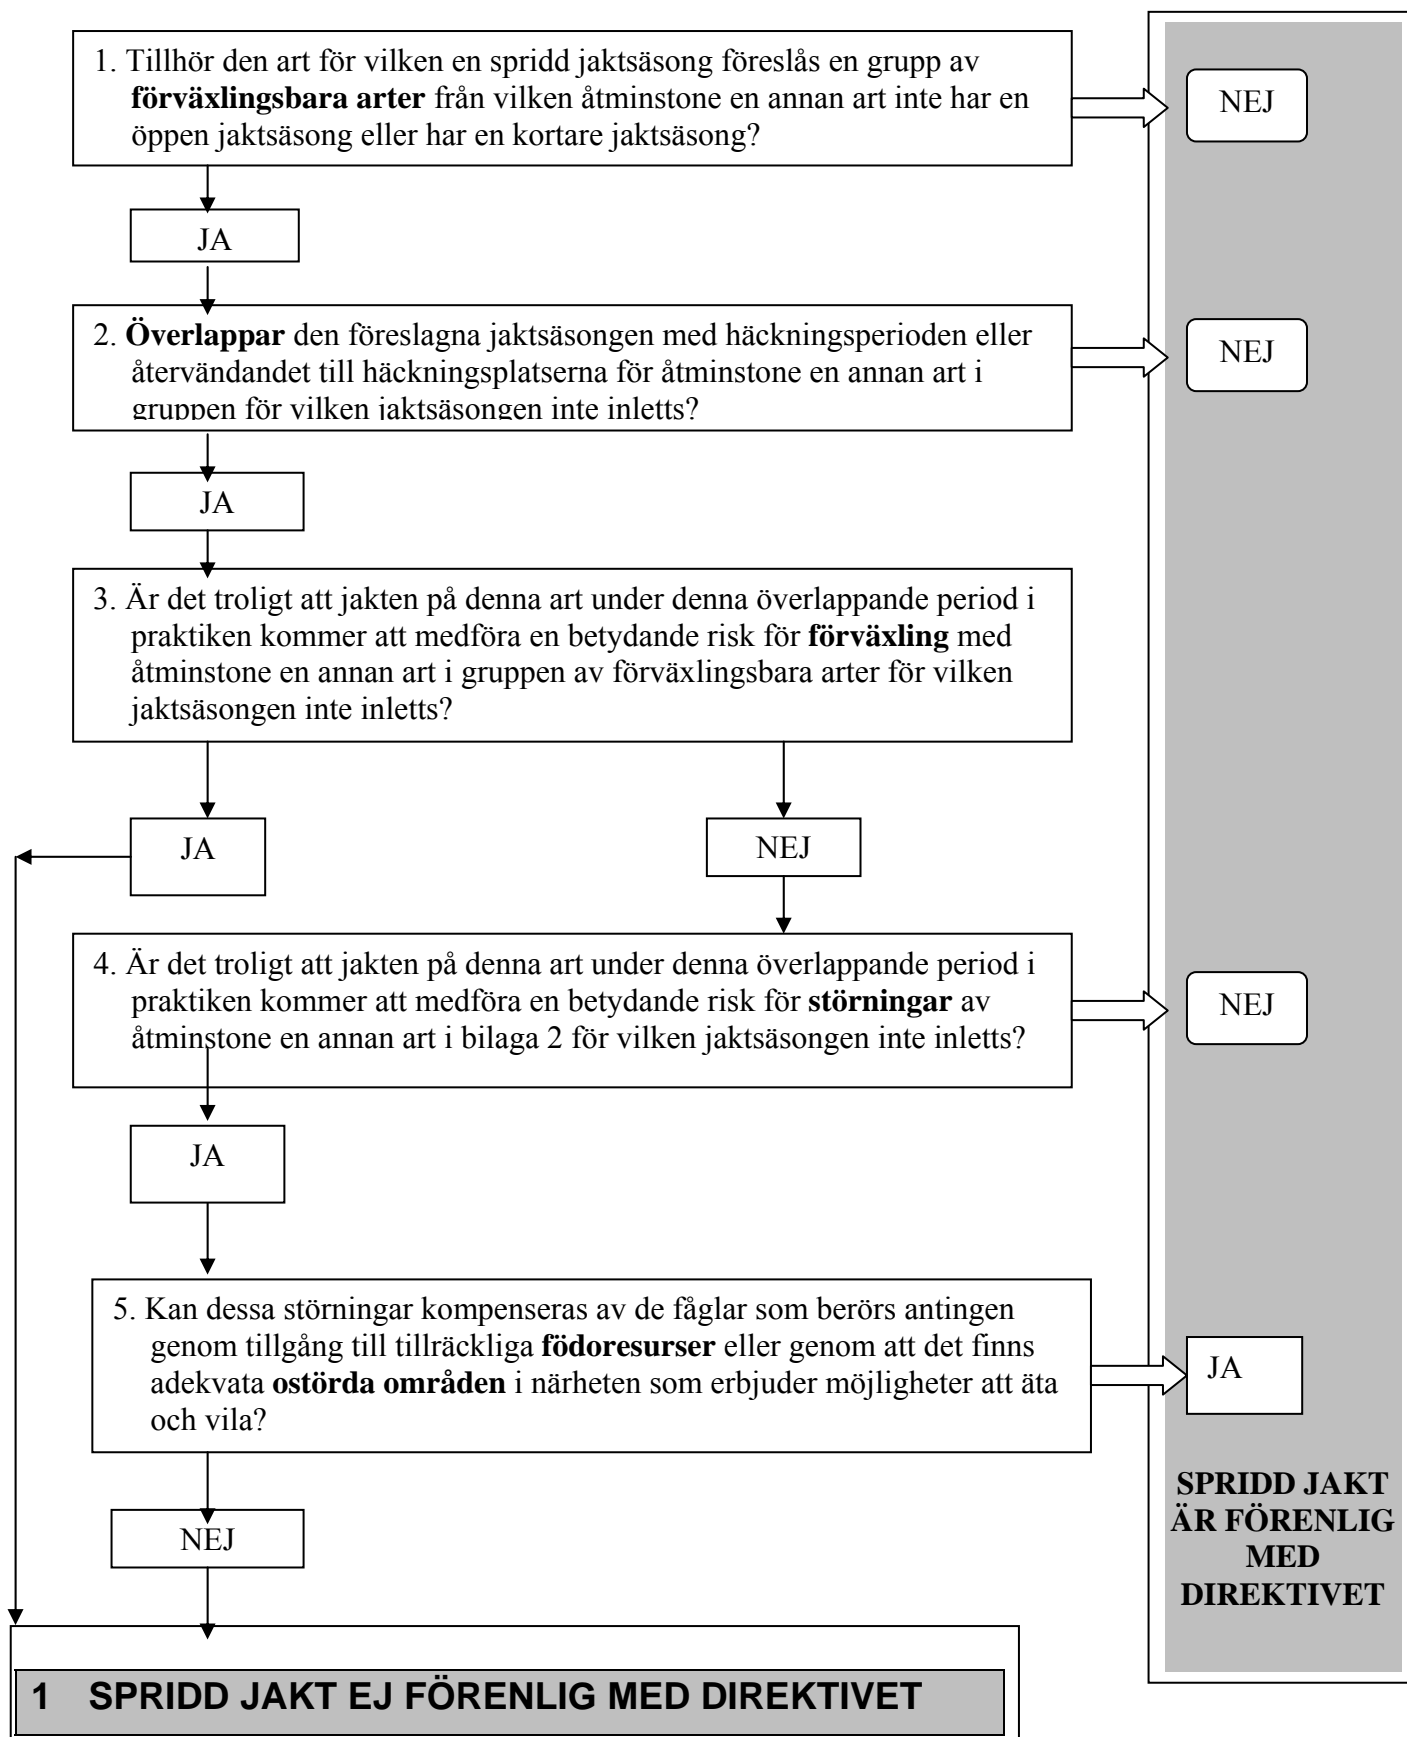 1. Tillhör den art för vilken en spridd jaktsäsong föreslås en grupp av
förväxlingsbara arter från vilken åtminstone en annan art inte har en
öppen jaktsäsong eller har en kortare jaktsäsong?
NEJ
JA
2. Överlappar den föreslagna jaktsäsongen med häckningsperioden eller
återvändandet till häckningsplatserna för åtminstone en annan art i
gruppen för vilken jaktsäsongen inte inletts?
NEJ
JA
3. Är det troligt att jakten på denna art under denna överlappande period i
praktiken kommer att medföra en betydande risk för förväxling med
åtminstone en annan art i gruppen av förväxlingsbara arter för vilken
jaktsäsongen inte inletts?
JA
NEJ
4. Är det troligt att jakten på denna art under denna överlappande period i
praktiken kommer att medföra en betydande risk för störningar av
åtminstone en annan art i bilaga 2 för vilken jaktsäsongen inte inletts?
NEJ
JA
5. Kan dessa störningar kompenseras av de fåglar som berörs antingen
genom tillgång till tillräckliga födoresurser eller genom att det finns
adekvata ostörda områden i närheten som erbjuder möjligheter att äta
och vila?
JA
NEJ
SPRIDD JAKT
ÄR FÖRENLIG
MED
DIREKTIVET
1 SPRIDD JAKT EJ FÖRENLIG MED DIREKTIVET